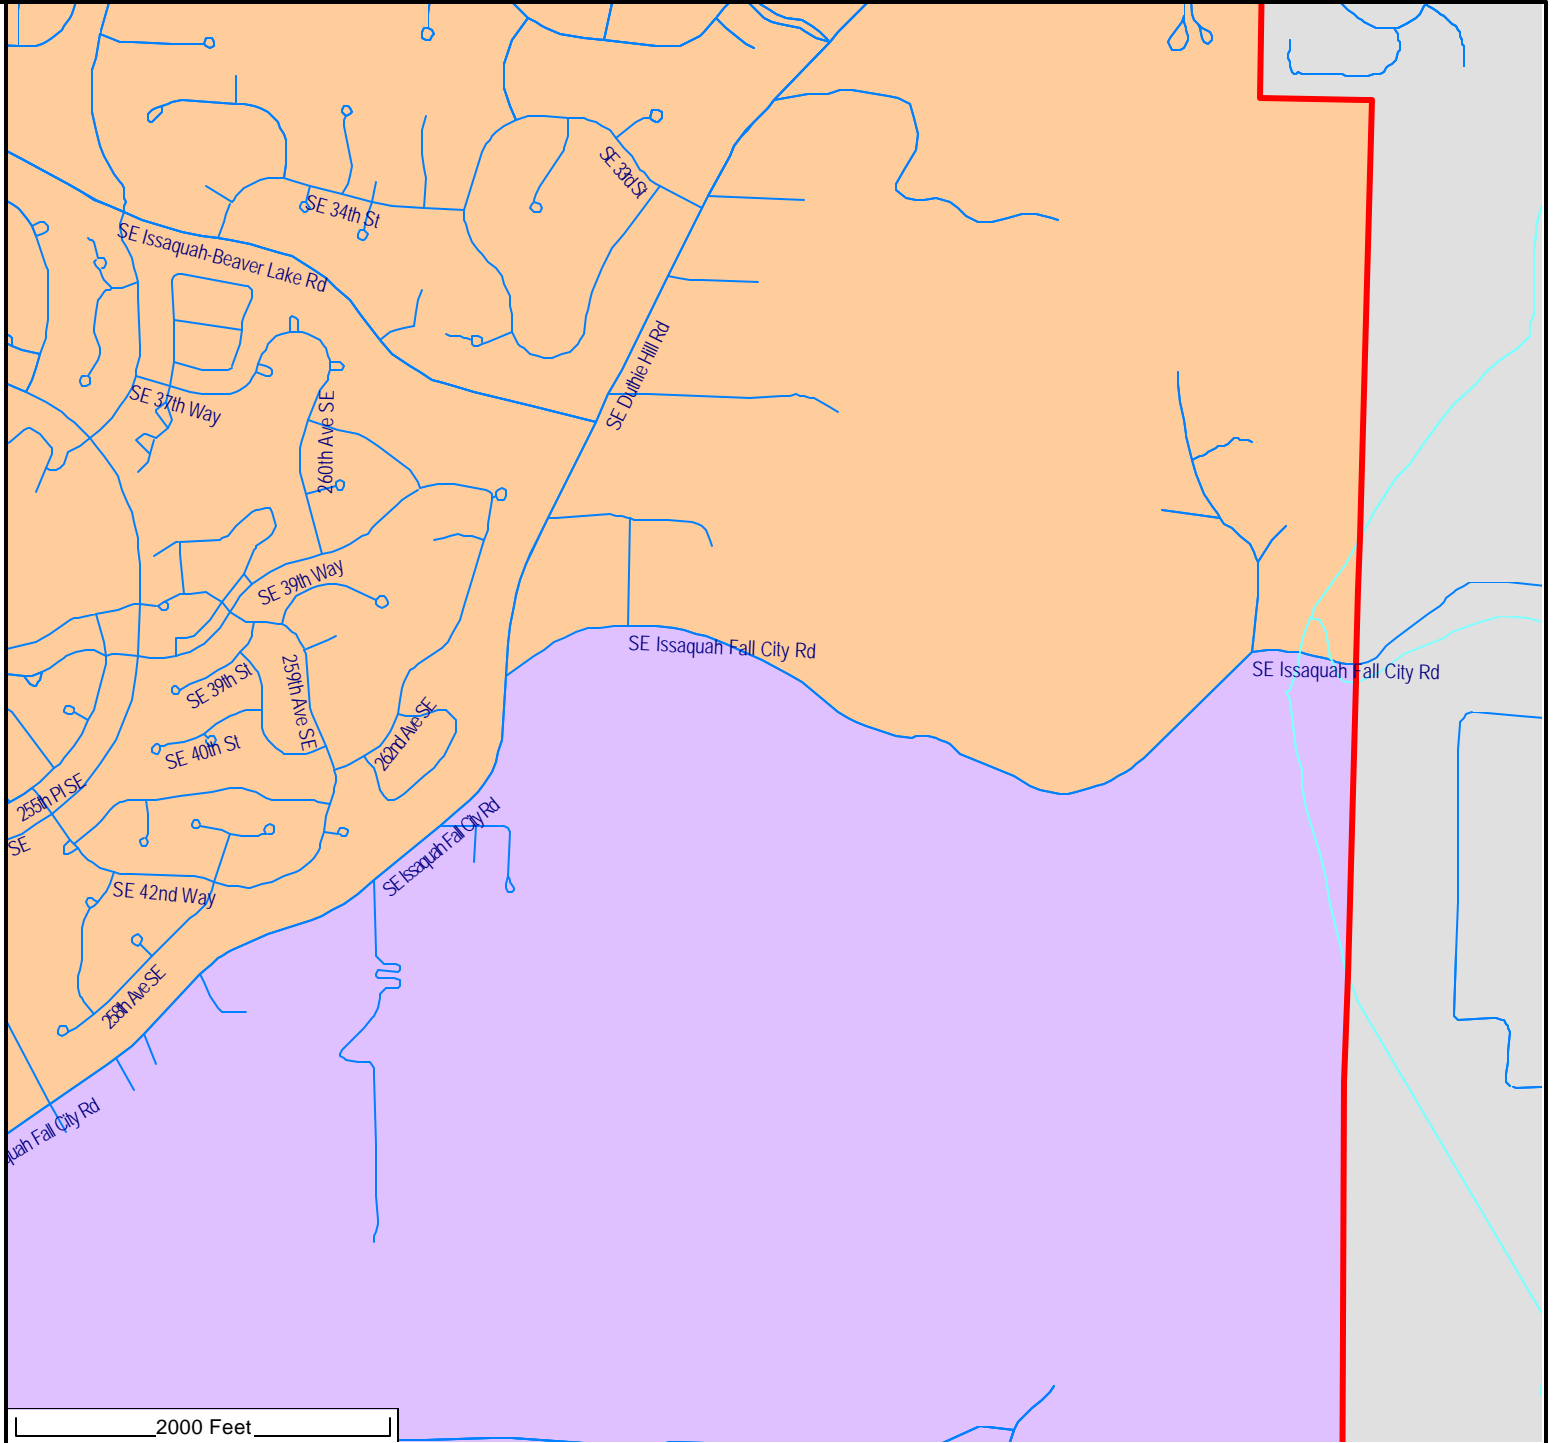 SE 33rd St
SE 34th St
SE Issaquah-Beaver Lake Rd
SE Duthie Hill Rd
SE 37th Way
260th Ave SE
SE 39th Way
SE Issaquah Fall City Rd
SE Issaquah Fall City Rd
SE 39th St
259th Ave SE
262nd Ave SE
SE 40th St
255th Pl SE
SE
SE Issaquah Fall City Rd
SE 42nd Way
258th Ave SE
quah Fall City Rd
2000 Feet